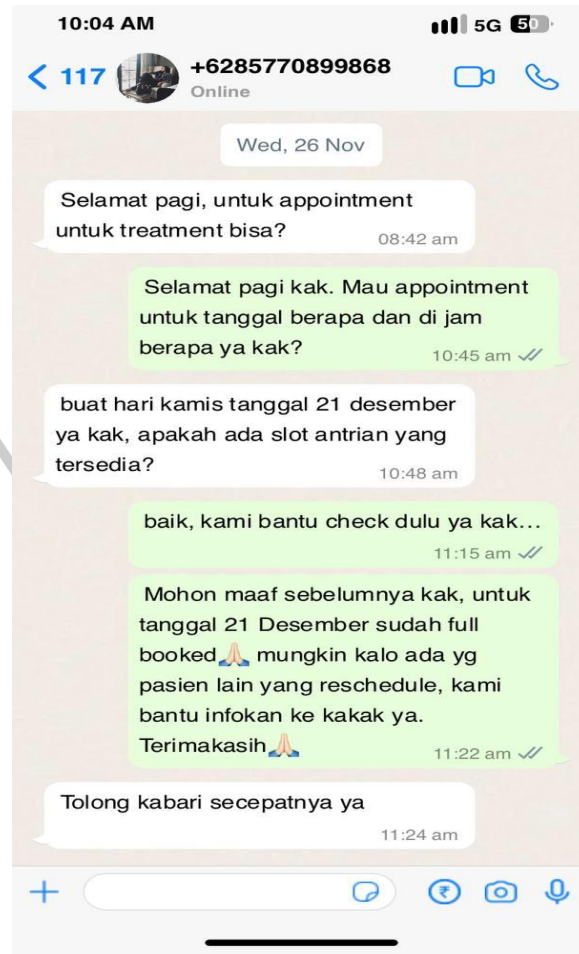 10:04 AM
5G 50
117
+6285770899868
Online
Wed, 26 Nov
Selamat pagi, untuk appointment
untuk treatment bisa?
08:42 am
Selamat pagi kak. Mau appointment
untuk tanggal berapa dan di jam
berapa ya kak?
10:45 am
buat hari kamis tanggal 21 desember
ya kak, apakah ada slot antrian yang
tersedia?
10:48 am
baik, kami bantu check dulu ya kak...
11:15 am
Mohon maaf sebelumnya kak, untuk
tanggal 21 Desember sudah full
booked🙏🏻 mungkin kalo ada yg
pasien lain yang reschedule, kami
bantu infokan ke kakak ya.
Terimakasih🙏🏻
11:22 am
Tolong kabari secepatnya ya
11:24 am
₹